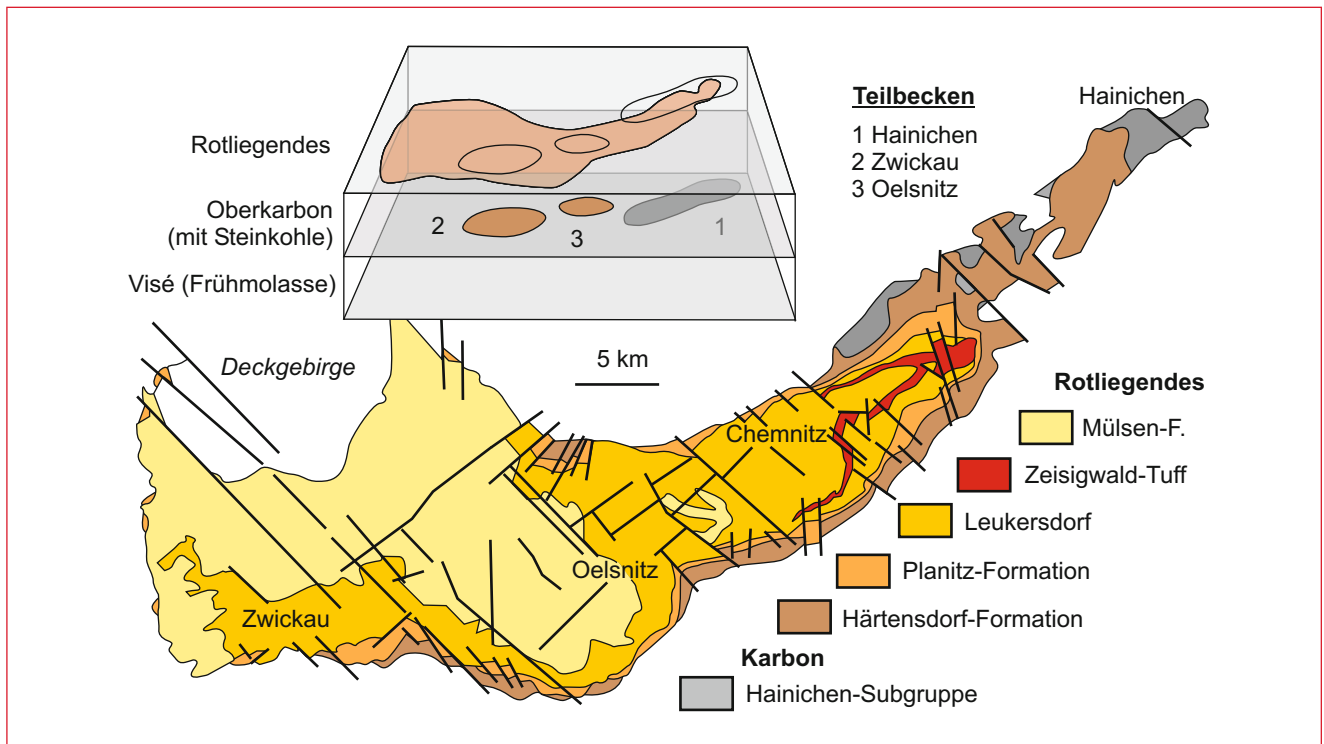 Rotliegendes
Oberkarbon
(mit Steinkohle)
Visé (Frühmolasse)
2
3
1
Teilbecken
1 Hainichen
2 Zwickau
3 Oelsnitz
Hainichen
Deckgebirge
5 km
Chemnitz
Oelsnitz
Zwickau
Rotliegendes
Mülsen-F.
Zeisigwald-Tuff
Leukersdorf
Planitz-Formation
Härtensdorf-Formation
Karbon
Hainichen-Subgruppe